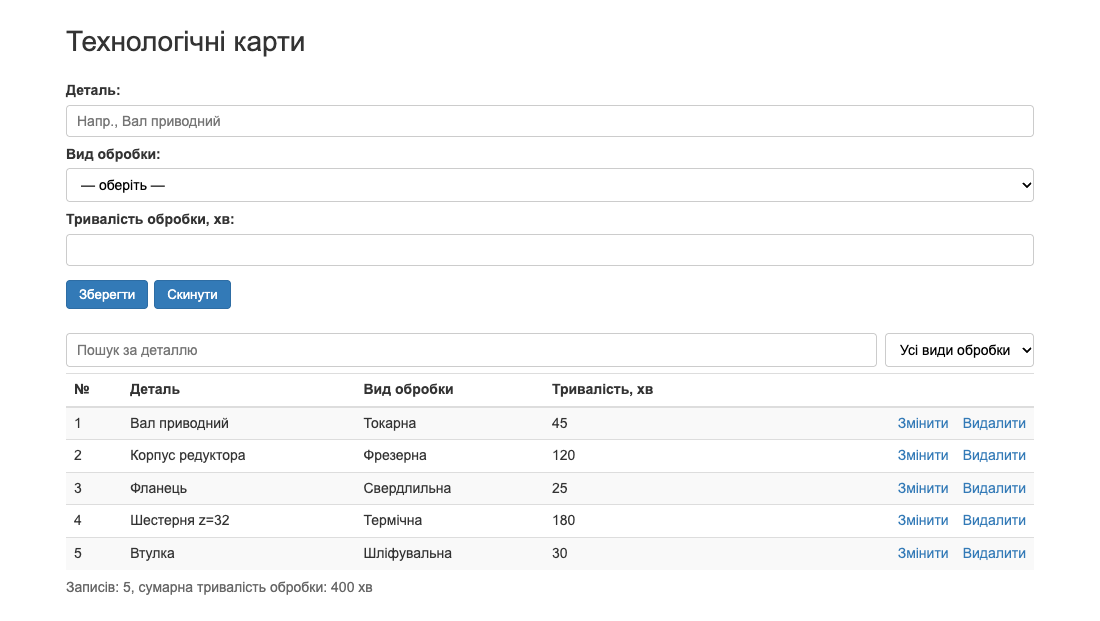 Технологічні карти
Деталь:
Напр., Вал приводний
Вид обробки:
— оберіть —
Тривалість обробки, хв:
Зберегти Скинути
Пошук за деталлю Усі види обробки
№ Деталь Вид обробки Тривалість, хв
1 Вал приводний Токарна 45 Змінити Видалити
2 Корпус редуктора Фрезерна 120 Змінити Видалити
3 Фланець Свердлильна 25 Змінити Видалити
4 Шестерня z=32 Термічна 180 Змінити Видалити
5 Втулка Шліфувальна 30 Змінити Видалити
Записів: 5, сумарна тривалість обробки: 400 хв